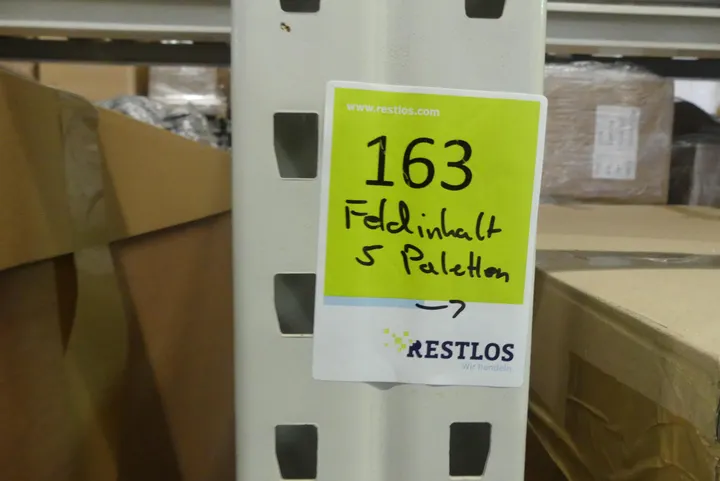 www.restlos.com
163
Feldinhalt
5 Paletten
→
RESTLOS
Wir handeln.